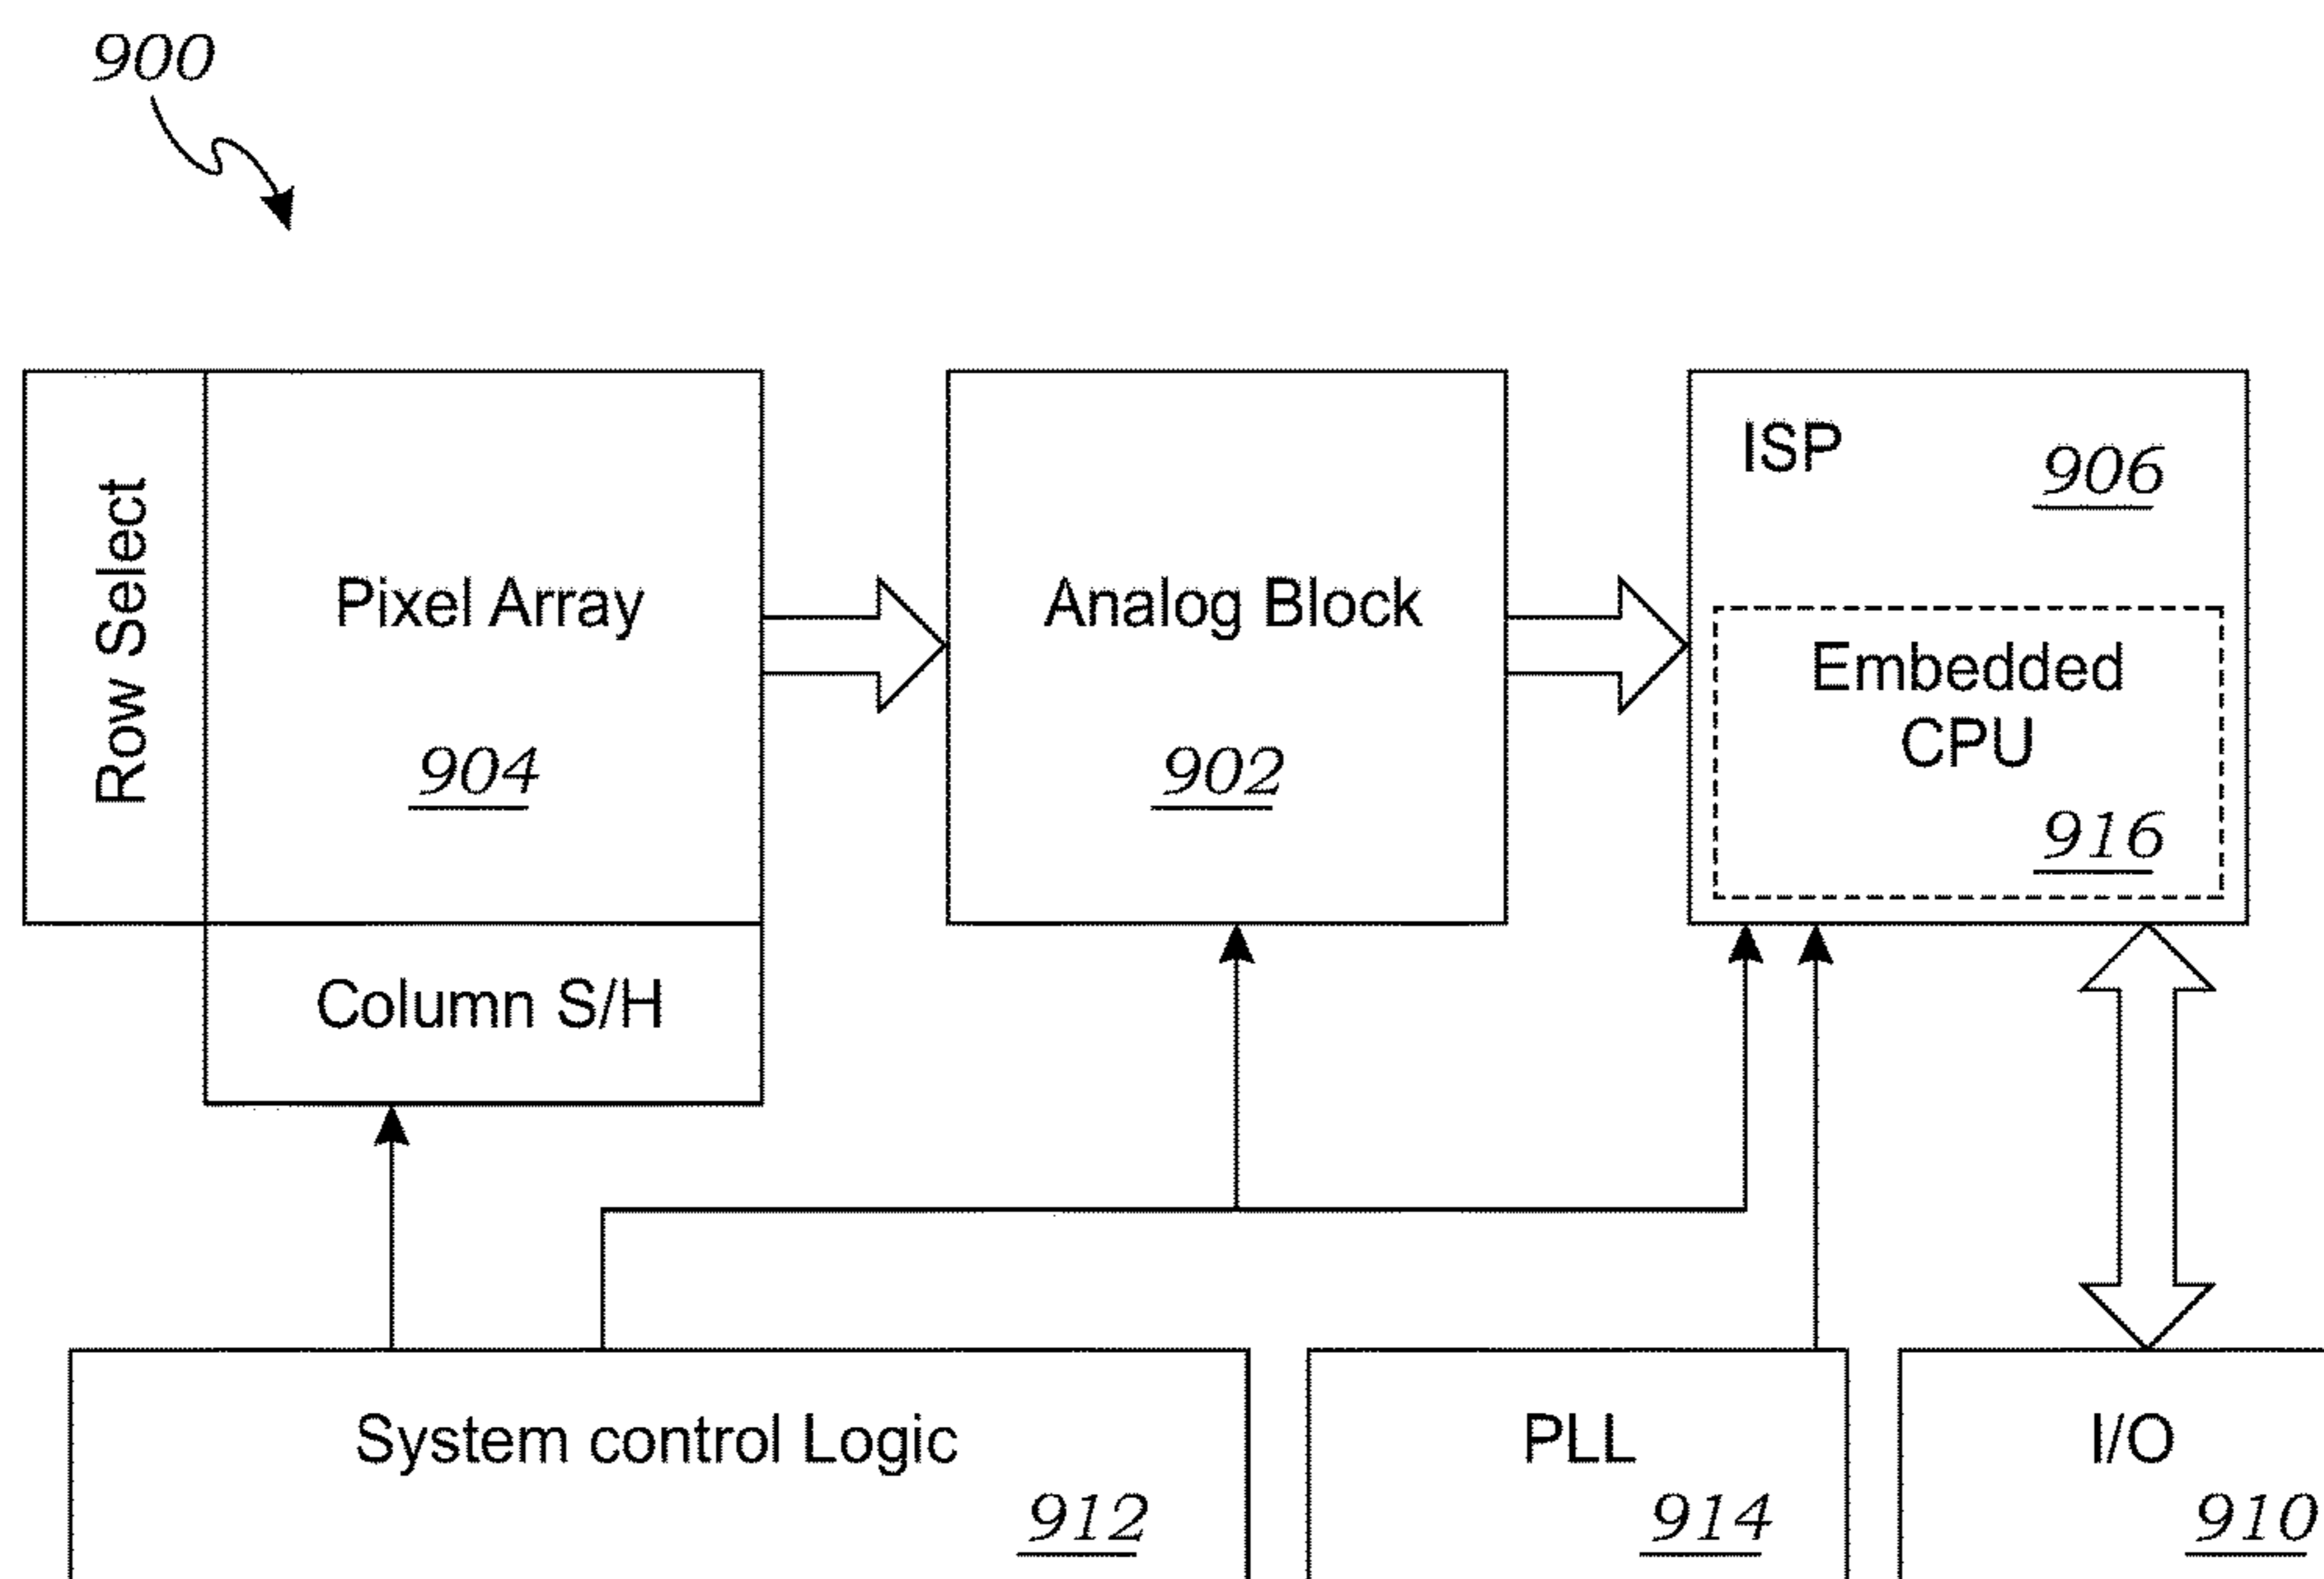 900
Row Select
Pixel Array
904
Column S/H
Analog Block
902
ISP
906
Embedded
CPU
916
System control Logic
912
PLL
914
I/O
910